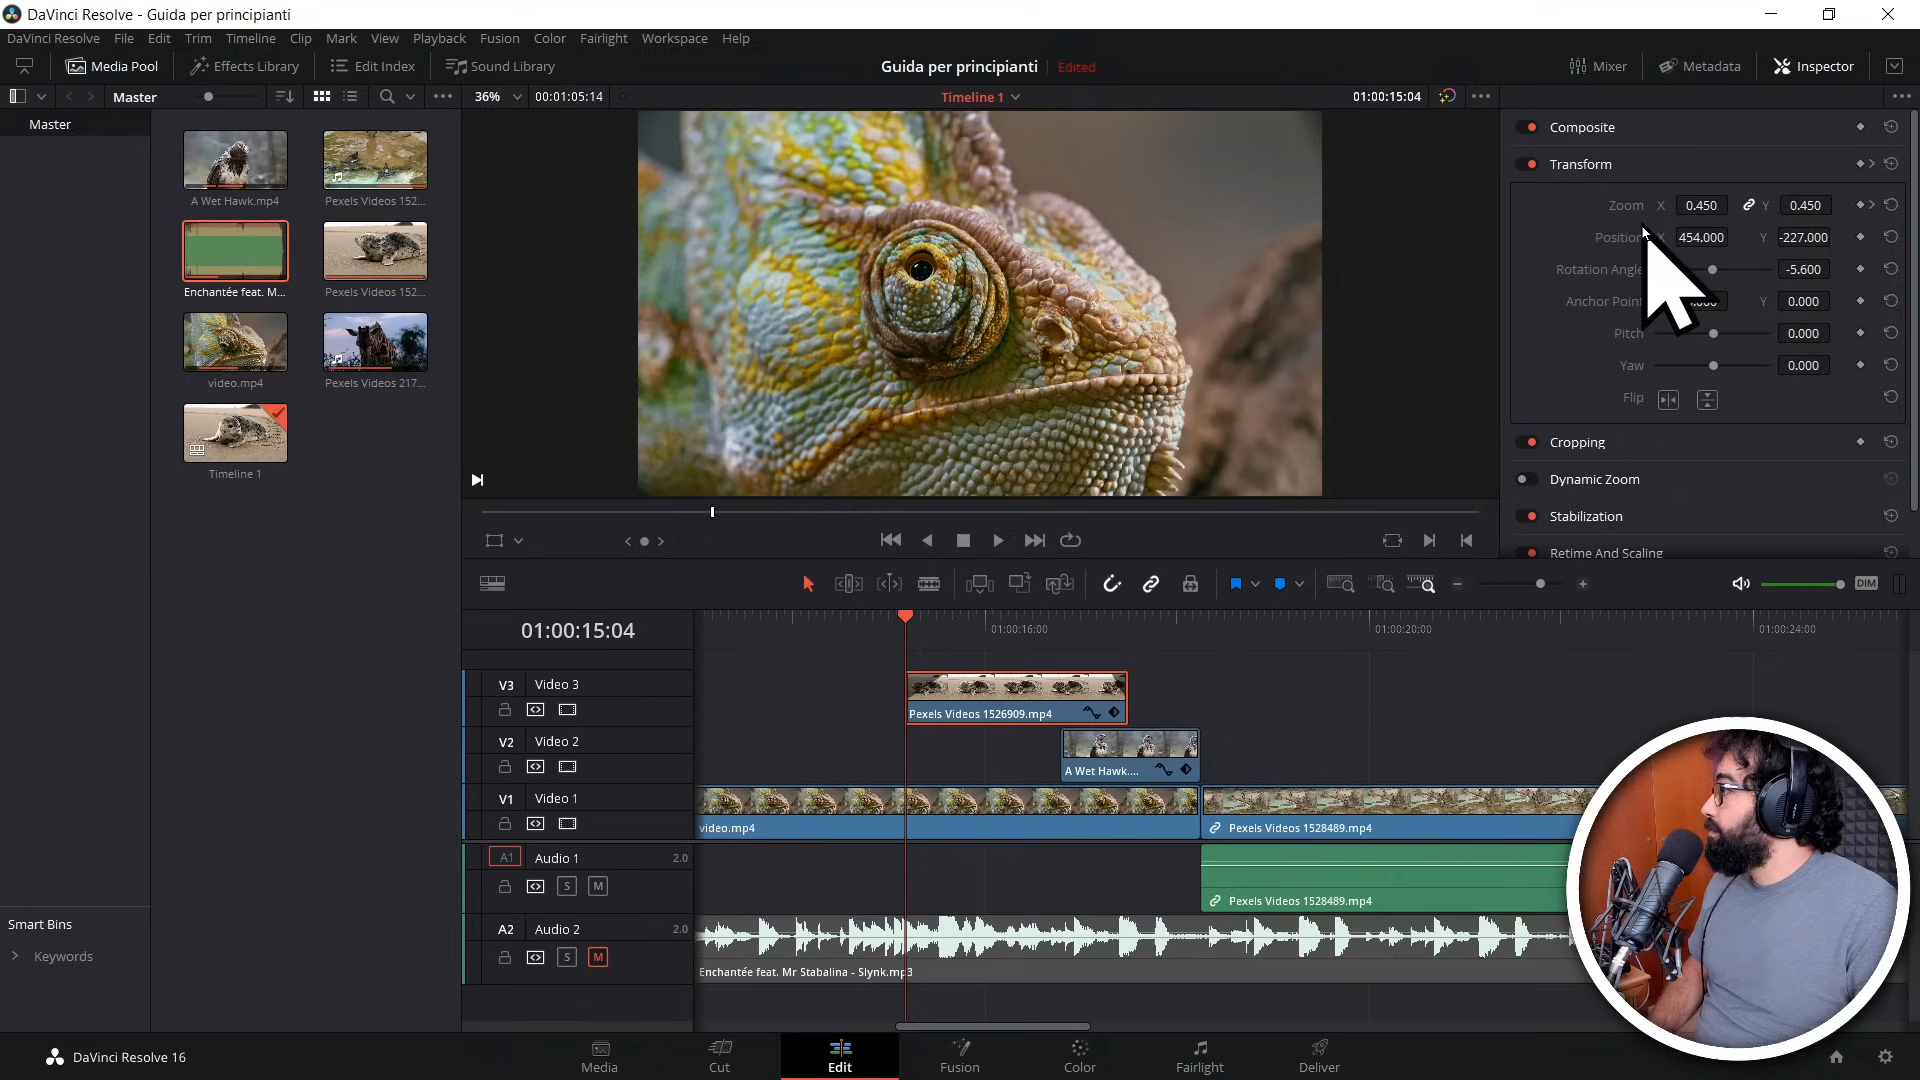 DaVinci Resolve - Guida per principianti
DaVinci Resolve File Edit Trim Timeline Clip Mark View Playback Fusion Color Fairlight Workspace Help
Media Pool Effects Library Edit Index Sound Library Guida per principianti Edited Mixer Metadata Inspector
Master 36% 00:01:05:14 Timeline 1 01:00:15:04
Master
A Wet Hawk.mp4 Pexels Videos 152...
Enchantée feat. M... Pexels Videos 152...
video.mp4 Pexels Videos 217...
Timeline 1
Composite
Transform
Zoom X 0.450 Y 0.450
Position X 454.000 Y -227.000
Rotation Angle -5.600
Anchor Point Y 0.000
Pitch 0.000
Yaw 0.000
Flip
Cropping
Dynamic Zoom
Stabilization
Retime And Scaling
DIM
01:00:15:04 01:00:16:00 01:00:20:00 01:00:24:00
V3 Video 3
Pexels Videos 1526909.mp4
V2 Video 2
A Wet Hawk....
V1 Video 1
video.mp4 Pexels Videos 1528489.mp4
A1 Audio 1 2.0
S M
Pexels Videos 1528489.mp4
A2 Audio 2 2.0
S M
Enchantée feat. Mr Stabalina - Slynk.mp3
Smart Bins
Keywords
DaVinci Resolve 16
Media Cut Edit Fusion Color Fairlight Deliver